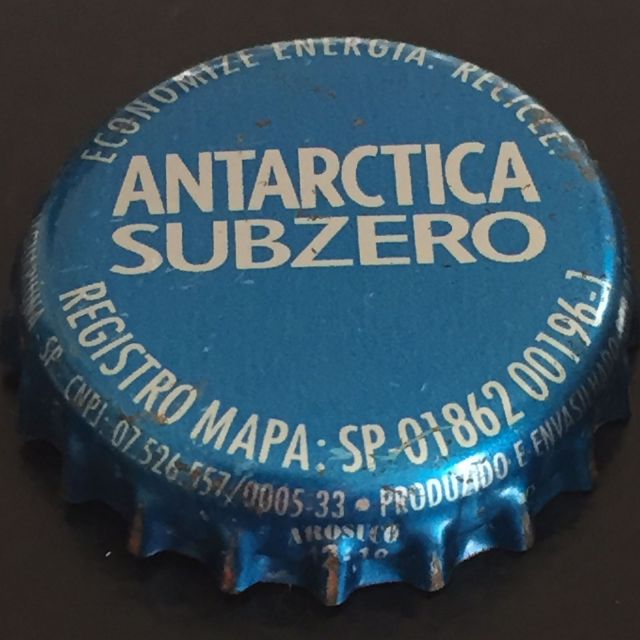 ECONOMIZE ENERGIA. RECICLE.
ANTARCTICA
SUBZERO
REGISTRO MAPA: SP-01862 00196-1
- SP CNPJ: 07.526.557/0005-33 • PRODUZIDO E ENVASILHADO
AROSUCO